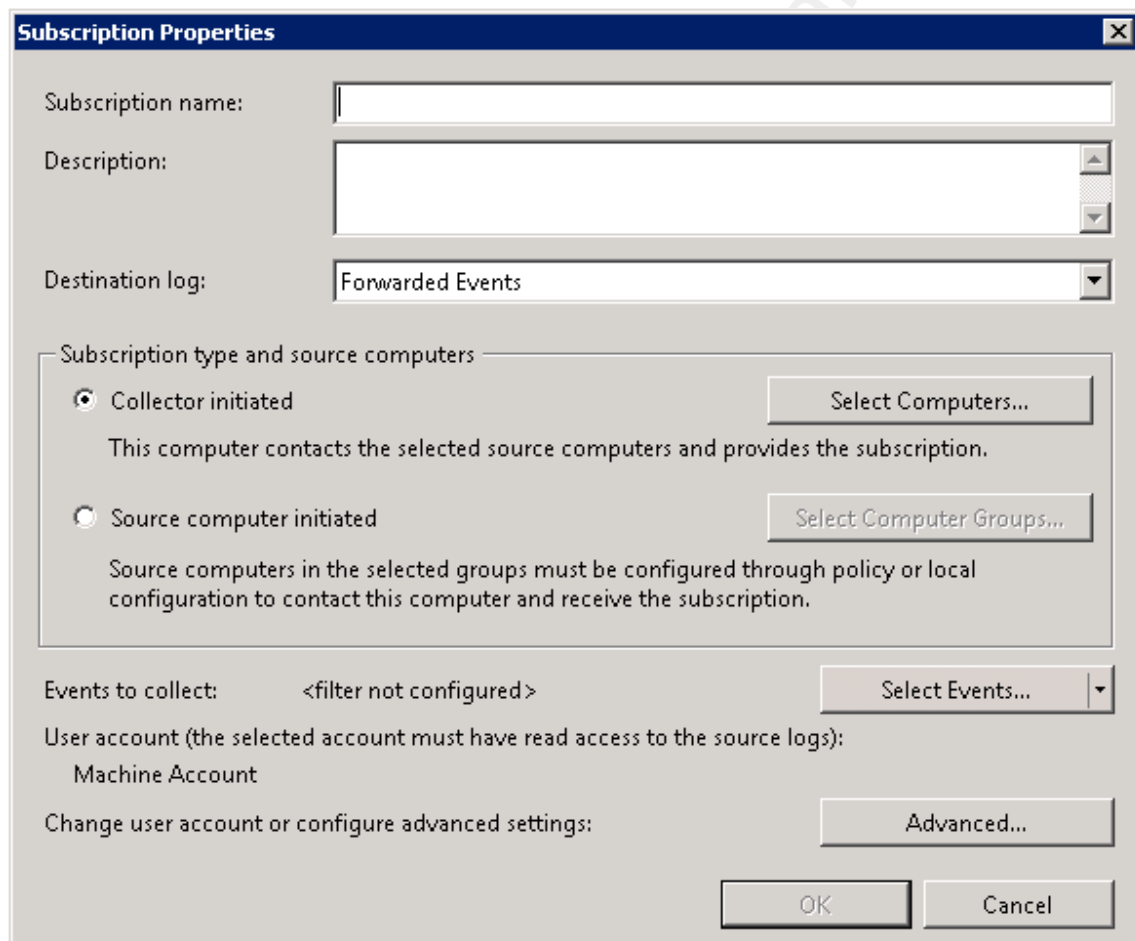 Subscription Properties
Subscription name:
Description:
Destination log:
Forwarded Events
Subscription type and source computers
Collector initiated
Select Computers...
This computer contacts the selected source computers and provides the subscription.
Source computer initiated
Select Computer Groups...
Source computers in the selected groups must be configured through policy or local
configuration to contact this computer and receive the subscription.
Events to collect:
<filter not configured>
Select Events...
User account (the selected account must have read access to the source logs):
Machine Account
Change user account or configure advanced settings:
Advanced...
OK
Cancel